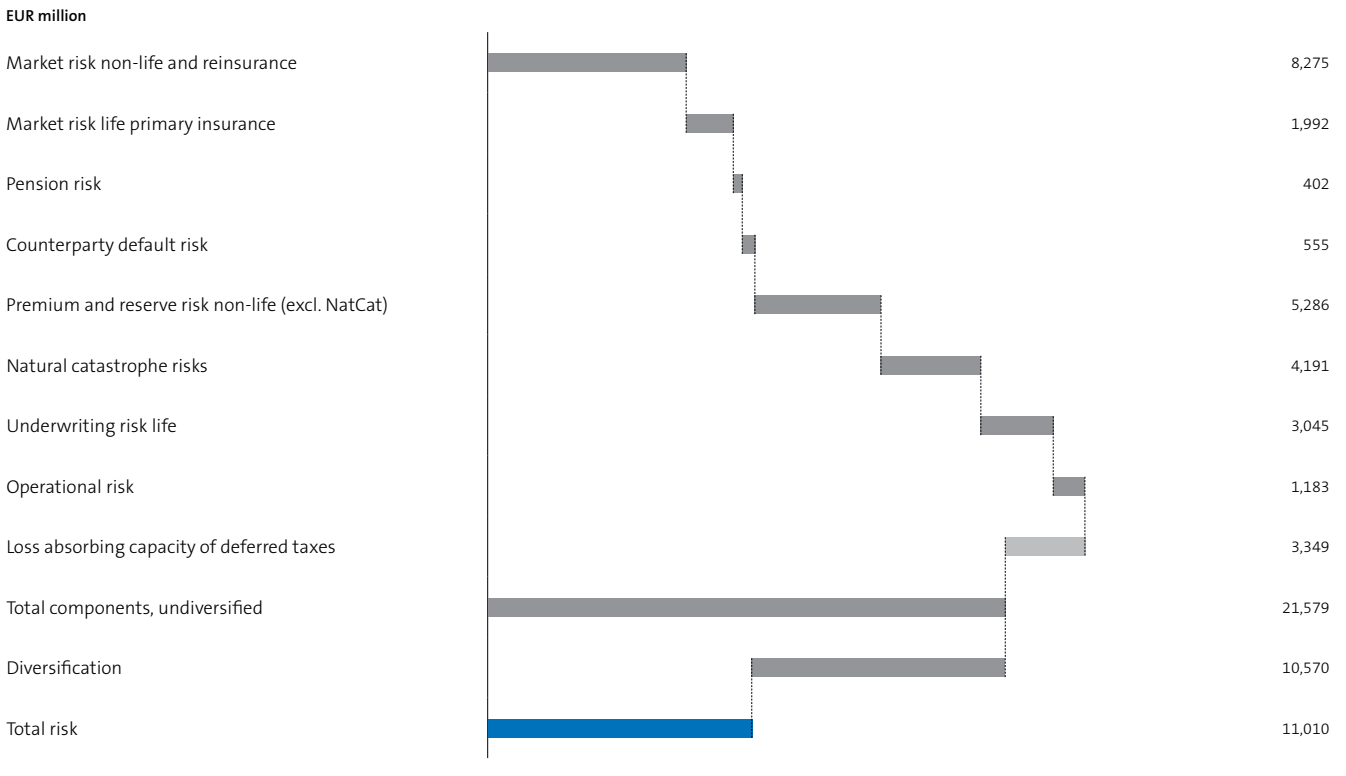 EUR million
Market risk non-life and reinsurance 8,275
Market risk life primary insurance 1,992
Pension risk 402
Counterparty default risk 555
Premium and reserve risk non-life (excl. NatCat) 5,286
Natural catastrophe risks 4,191
Underwriting risk life 3,045
Operational risk 1,183
Loss absorbing capacity of deferred taxes 3,349
Total components, undiversified 21,579
Diversification 10,570
Total risk 11,010